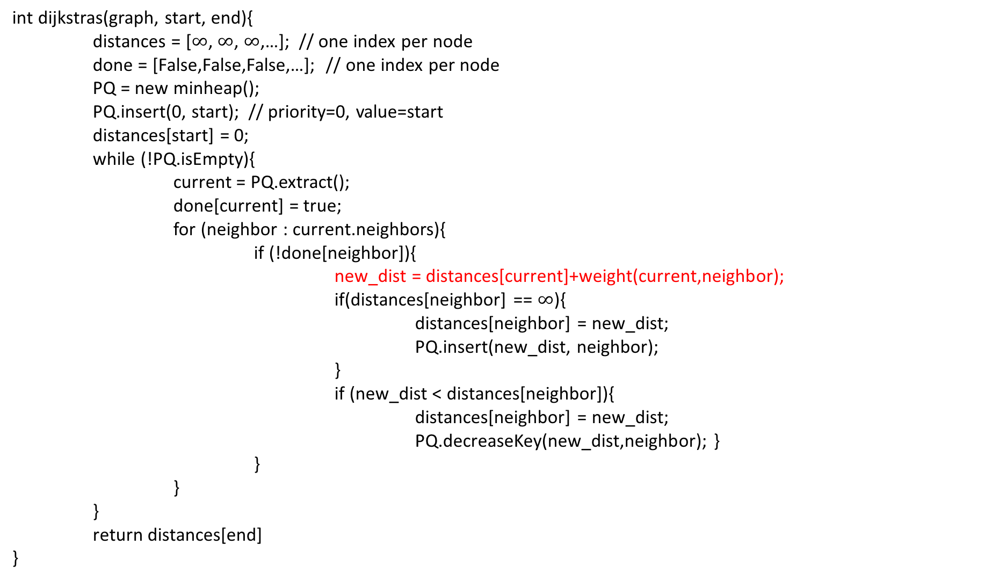 int dijkstras(graph, start, end){
distances = [∞, ∞, ∞,...];  // one index per node
done = [False,False,False,...];  // one index per node
PQ = new minheap();
PQ.insert(0, start);  // priority=0, value=start
distances[start] = 0;
while (!PQ.isEmpty){
current = PQ.extract();
done[current] = true;
for (neighbor : current.neighbors){
if (!done[neighbor]){
new_dist = distances[current]+weight(current,neighbor);
if(distances[neighbor] == ∞){
distances[neighbor] = new_dist;
PQ.insert(new_dist, neighbor);
}
if (new_dist < distances[neighbor]){
distances[neighbor] = new_dist;
PQ.decreaseKey(new_dist,neighbor); }
}
}
}
return distances[end]
}